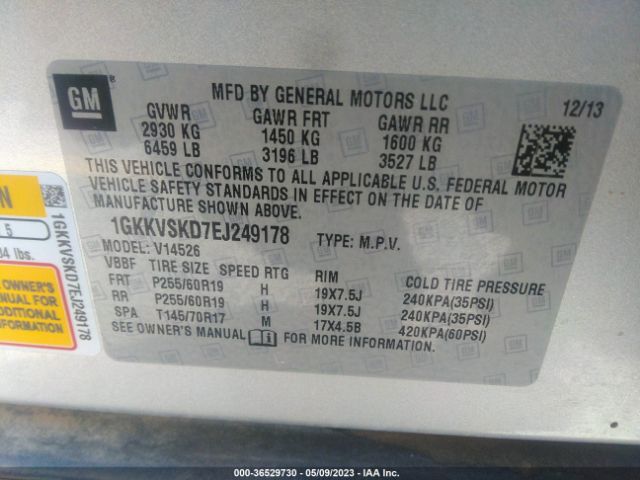 GM
MFD BY GENERAL MOTORS LLC
12/13
GVWR GAWR FRT GAWR RR
2930 KG 1450 KG 1600 KG
6459 LB 3196 LB 3527 LB
THIS VEHICLE CONFORMS TO ALL APPLICABLE U.S. FEDERAL MOTOR
VEHICLE SAFETY STANDARDS IN EFFECT ON THE DATE OF
MANUFACTURE SHOWN ABOVE.
1GKKVSKD7EJ249178 TYPE: M.P.V.
MODEL: V14526
VBBF TIRE SIZE SPEED RTG RIM COLD TIRE PRESSURE
FRT P255/60R19 H 19X7.5J 240KPA(35PSI)
RR P255/60R19 H 19X7.5J 240KPA(35PSI)
SPA T145/70R17 M 17X4.5B 420KPA(60PSI)
SEE OWNER'S MANUAL FOR MORE INFORMATION.
N
5
lbs.
OWNER'S
MANUAL FOR
ADDITIONAL
INFORMATION
1GKKVSKD7EJ249178
000-36529730 - 05/09/2023 - IAA Inc.